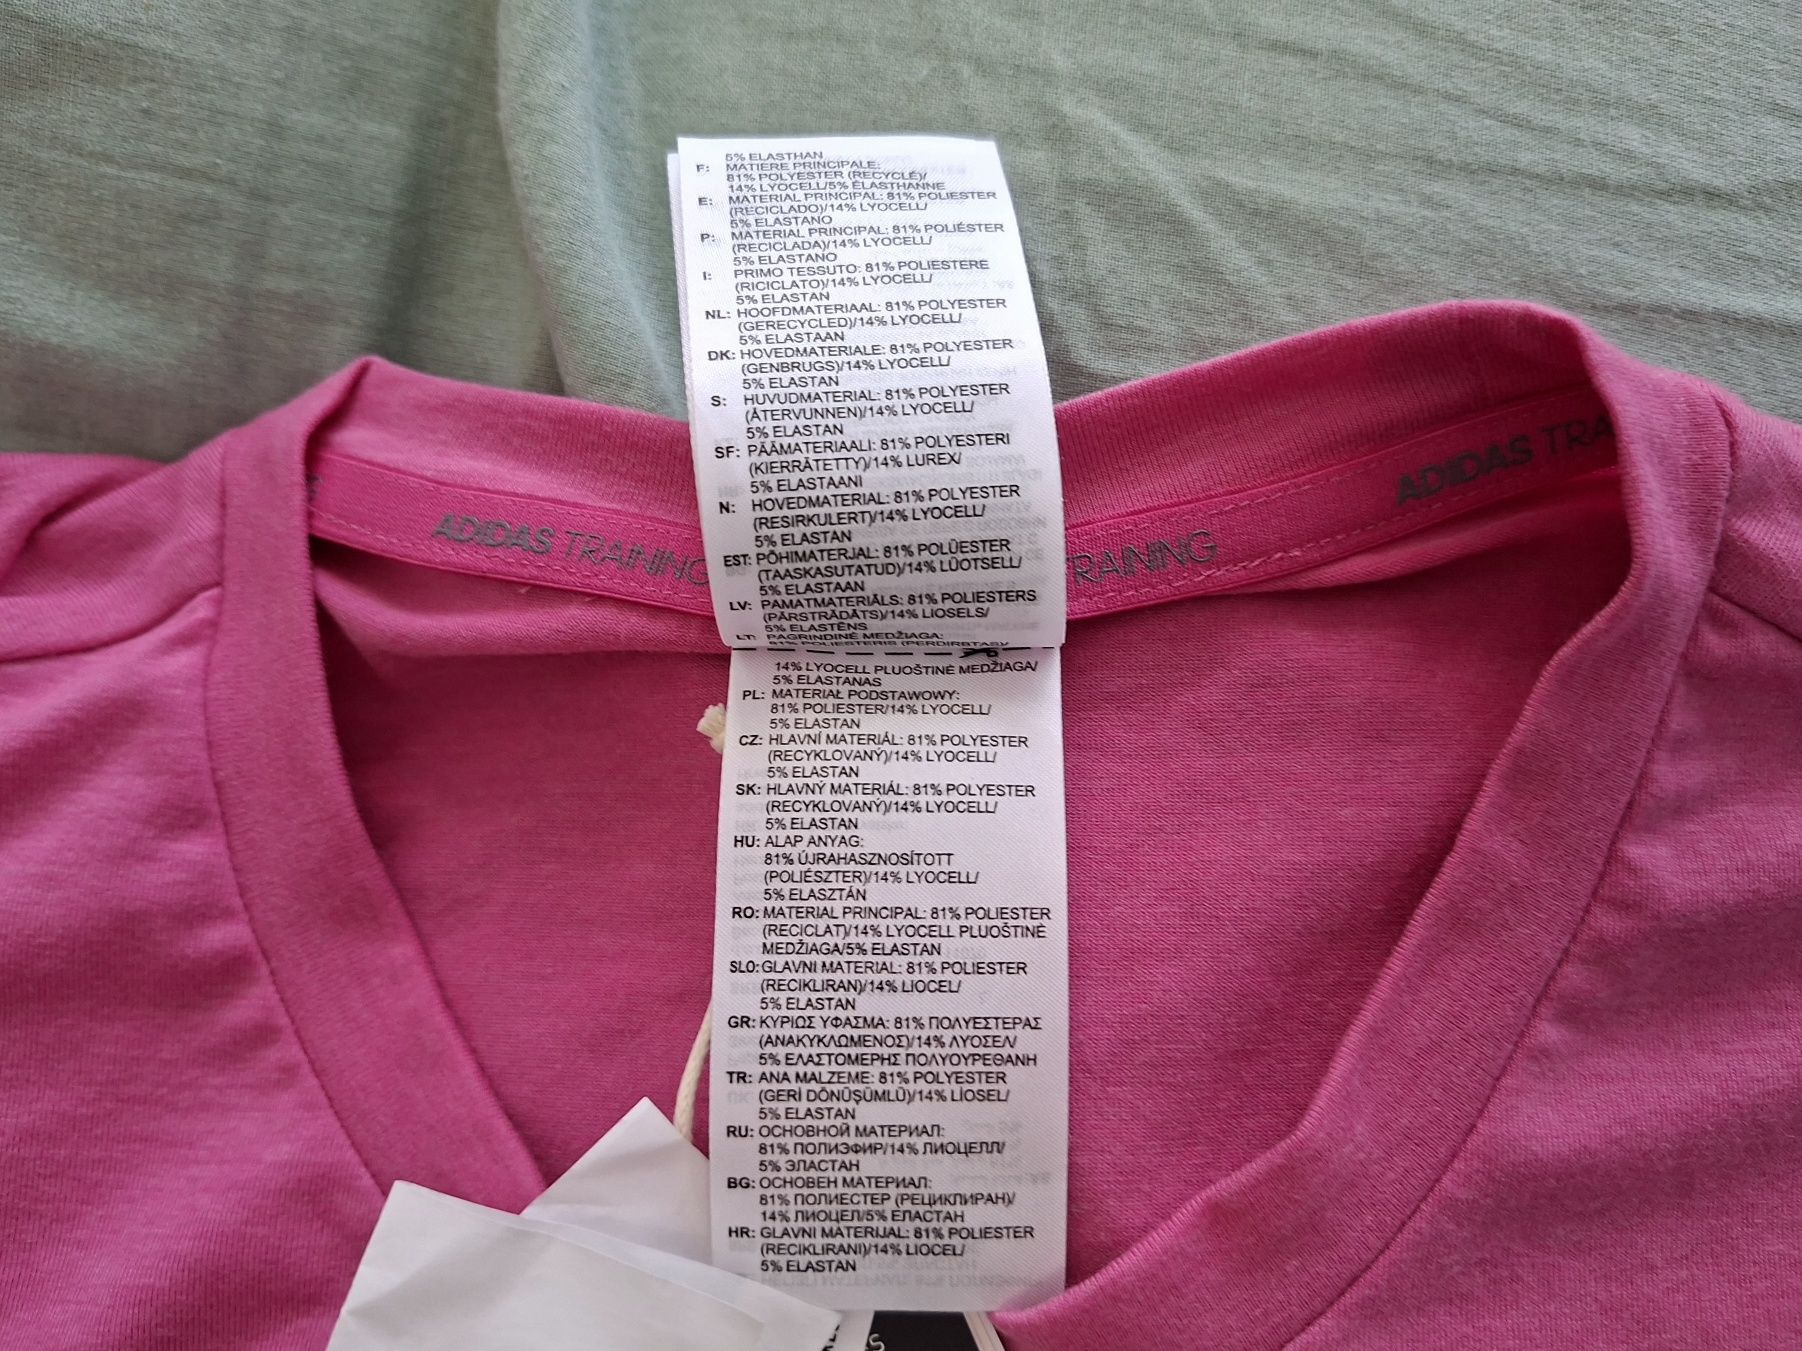 5% ELASTHAN
F: MATIERE PRINCIPALE:
81% POLYESTER (RECYCLÉ)/
14% LYOCELL/5% ÉLASTHANNE
E: MATERIAL PRINCIPAL: 81% POLIESTER
(RECICLADO)/14% LYOCELL/
5% ELASTANO
P: MATERIAL PRINCIPAL: 81% POLIÉSTER
(RECICLADA)/14% LYOCELL/
5% ELASTANO
I: PRIMO TESSUTO: 81% POLIESTERE
(RICICLATO)/14% LYOCELL/
5% ELASTAN
NL: HOOFDMATERIAAL: 81% POLYESTER
(GERECYCLED)/14% LYOCELL/
5% ELASTAAN
DK: HOVEDMATERIALE: 81% POLYESTER
(GENBRUGS)/14% LYOCELL/
5% ELASTAN
S: HUVUDMATERIAL: 81% POLYESTER
(ÅTERVUNNEN)/14% LYOCELL/
5% ELASTAN
SF: PÄÄMATERIAALI: 81% POLYESTERI
(KIERRÄTETTY)/14% LUREX/
5% ELASTAANI
N: HOVEDMATERIAL: 81% POLYESTER
(RESIRKULERT)/14% LYOCELL/
5% ELASTAN
EST: PÕHIMATERJAL: 81% POLÜESTER
(TAASKASUTATUD)/14% LÜOTSELL/
5% ELASTAAN
LV: PAMATMATERIĀLS: 81% POLIESTERS
(PĀRSTRĀDĀTS)/14% LIOSELS/
5% ELASTĒNS
LT: PAGRINDINĖ MEDŽIAGA:
81% POLIESTERIS (PERDIRBTAS)/
14% LYOCELL PLUOŠTINĖ MEDŽIAGA/
5% ELASTANAS
PL: MATERIAŁ PODSTAWOWY:
81% POLIESTER/14% LYOCELL/
5% ELASTAN
CZ: HLAVNÍ MATERIÁL: 81% POLYESTER
(RECYKLOVANÝ)/14% LYOCELL/
5% ELASTAN
SK: HLAVNÝ MATERIÁL: 81% POLYESTER
(RECYKLOVANÝ)/14% LYOCELL/
5% ELASTAN
HU: ALAP ANYAG:
81% ÚJRAHASZNOSÍTOTT
(POLIÉSZTER)/14% LYOCELL/
5% ELASZTÁN
RO: MATERIAL PRINCIPAL: 81% POLIESTER
(RECICLAT)/14% LYOCELL PLUOŠTINĖ
MEDŽIAGA/5% ELASTAN
SLO: GLAVNI MATERIAL: 81% POLIESTER
(RECIKLIRAN)/14% LIOCEL/
5% ELASTAN
GR: ΚΥΡΙΩΣ ΥΦΑΣΜΑ: 81% ΠΟΛΥΕΣΤΕΡΑΣ
(ΑΝΑΚΥΚΛΩΜΕΝΟΣ)/14% ΛΥΟΣΕΛ/
5% ΕΛΑΣΤΟΜΕΡΗΣ ΠΟΛΥΟΥΡΕΘΑΝΗ
TR: ANA MALZEME: 81% POLYESTER
(GERİ DÖNÜŞÜMLÜ)/14% LİOSEL/
5% ELASTAN
RU: ОСНОВНОЙ МАТЕРИАЛ:
81% ПОЛИЭФИР/14% ЛИОЦЕЛЛ/
5% ЭЛАСТАН
BG: ОСНОВЕН МАТЕРИАЛ:
81% ПОЛИЕСТЕР (РЕЦИКЛИРАН)/
14% ЛИОЦЕЛ/5% ЕЛАСТАН
HR: GLAVNI MATERIJAL: 81% POLIESTER
(RECIKLIRANI)/14% LIOCEL/
5% ELASTAN
ADIDAS TRAINING
TRAINING
ADIDAS TRA